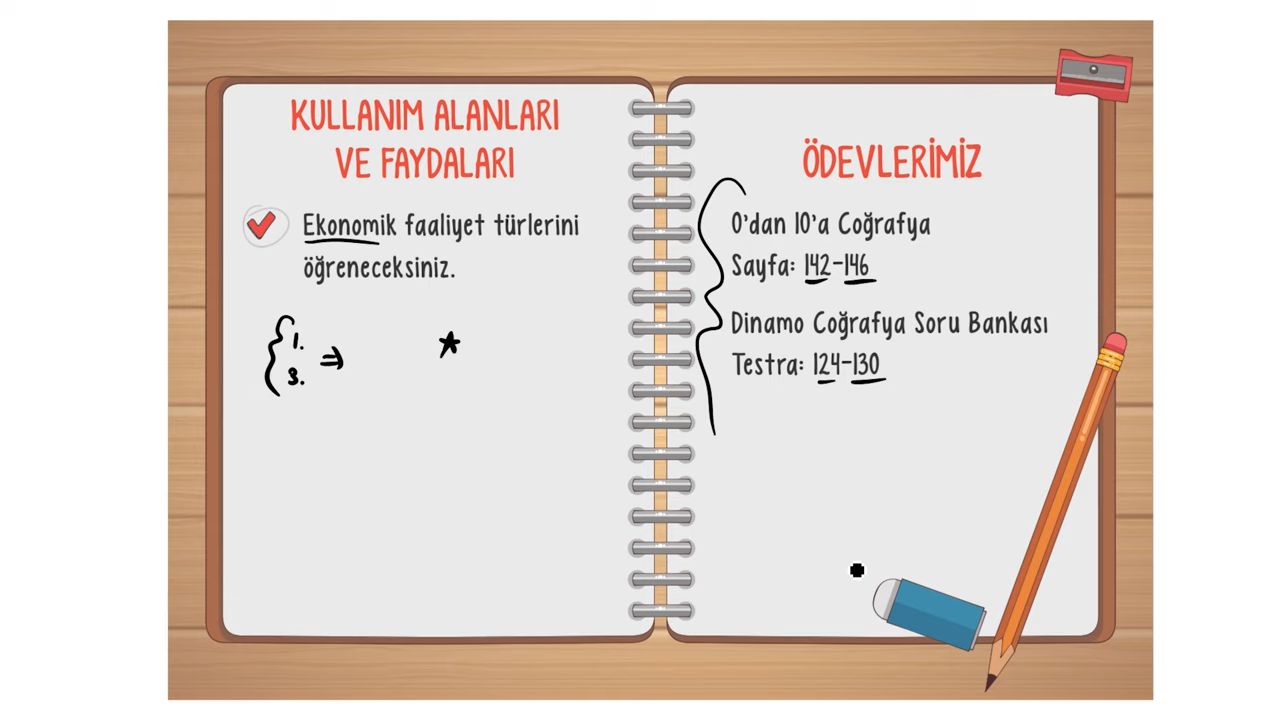 KULLANIM ALANLARI
VE FAYDALARI
Ekonomik faaliyet türlerini
öğreneceksiniz.
1.
3.
ÖDEVLERİMİZ
0'dan 10'a Coğrafya
Sayfa: 142-146
Dinamo Coğrafya Soru Bankası
Testra: 124-130